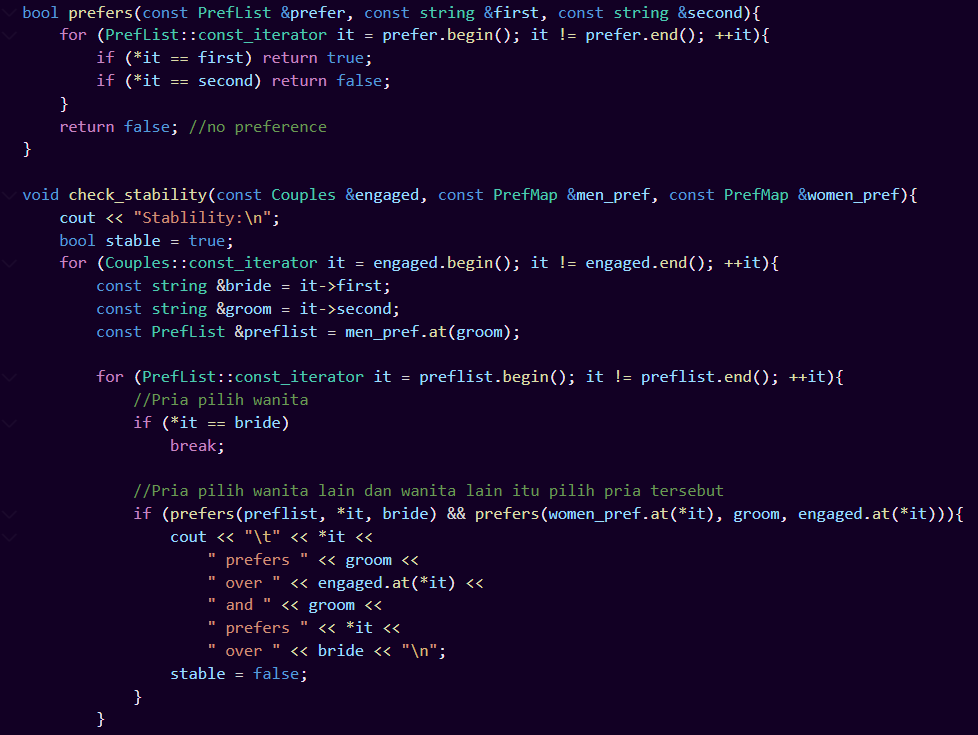 bool prefers(const PrefList &prefer, const string &first, const string &second){
    for (PrefList::const_iterator it = prefer.begin(); it != prefer.end(); ++it){
        if (*it == first) return true;
        if (*it == second) return false;
    }
    return false; //no preference
}

void check_stability(const Couples &engaged, const PrefMap &men_pref, const PrefMap &women_pref){
    cout << "Stablility:\n";
    bool stable = true;
    for (Couples::const_iterator it = engaged.begin(); it != engaged.end(); ++it){
        const string &bride = it->first;
        const string &groom = it->second;
        const PrefList &preflist = men_pref.at(groom);

        for (PrefList::const_iterator it = preflist.begin(); it != preflist.end(); ++it){
            //Pria pilih wanita
            if (*it == bride)
                break;

            //Pria pilih wanita lain dan wanita lain itu pilih pria tersebut
            if (prefers(preflist, *it, bride) && prefers(women_pref.at(*it), groom, engaged.at(*it))){
                cout << "\t" << *it <<
                    " prefers " << groom <<
                    " over " << engaged.at(*it) <<
                    " and " << groom <<
                    " prefers " << *it <<
                    " over " << bride << "\n";
                stable = false;
            }
        }